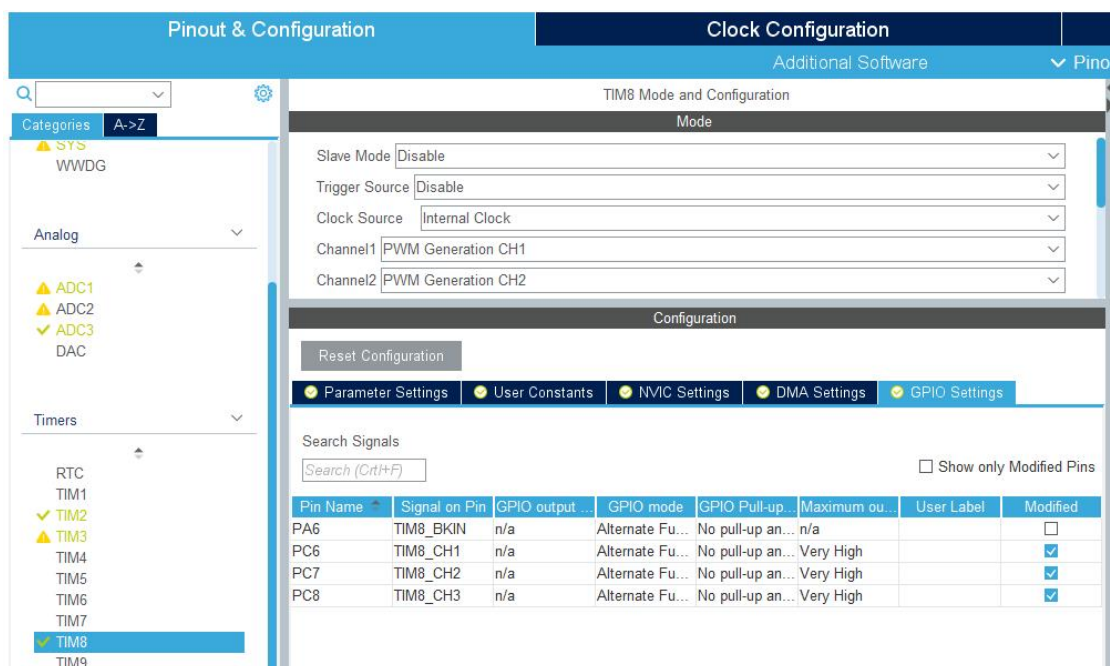 Pinout & Configuration
Clock Configuration
Additional Software
Pino
Categories
A->Z
SYS
WWDG
Analog
ADC1
ADC2
ADC3
DAC
Timers
RTC
TIM1
TIM2
TIM3
TIM4
TIM5
TIM6
TIM7
TIM8
TIM9
TIM8 Mode and Configuration
Mode
Slave Mode Disable
Trigger Source Disable
Clock Source Internal Clock
Channel1 PWM Generation CH1
Channel2 PWM Generation CH2
Configuration
Reset Configuration
Parameter Settings User Constants NVIC Settings DMA Settings GPIO Settings
Search Signals
Search (CrtI+F)
Show only Modified Pins
Pin Name Signal on Pin GPIO output ... GPIO mode GPIO Pull-up... Maximum ou... User Label Modified
PA6 TIM8_BKIN n/a Alternate Fu... No pull-up an... n/a
PC6 TIM8_CH1 n/a Alternate Fu... No pull-up an... Very High
PC7 TIM8_CH2 n/a Alternate Fu... No pull-up an... Very High
PC8 TIM8_CH3 n/a Alternate Fu... No pull-up an... Very High